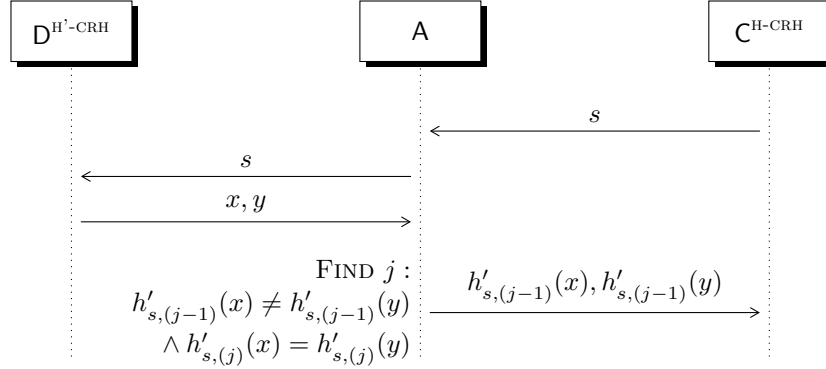 D^H'-CRH A C^H-CRH
s
s
x, y
FIND j :
h′_{s,(j−1)}(x) ≠ h′_{s,(j−1)}(y)
∧ h′_{s,(j)}(x) = h′_{s,(j)}(y)
h′_{s,(j−1)}(x), h′_{s,(j−1)}(y)